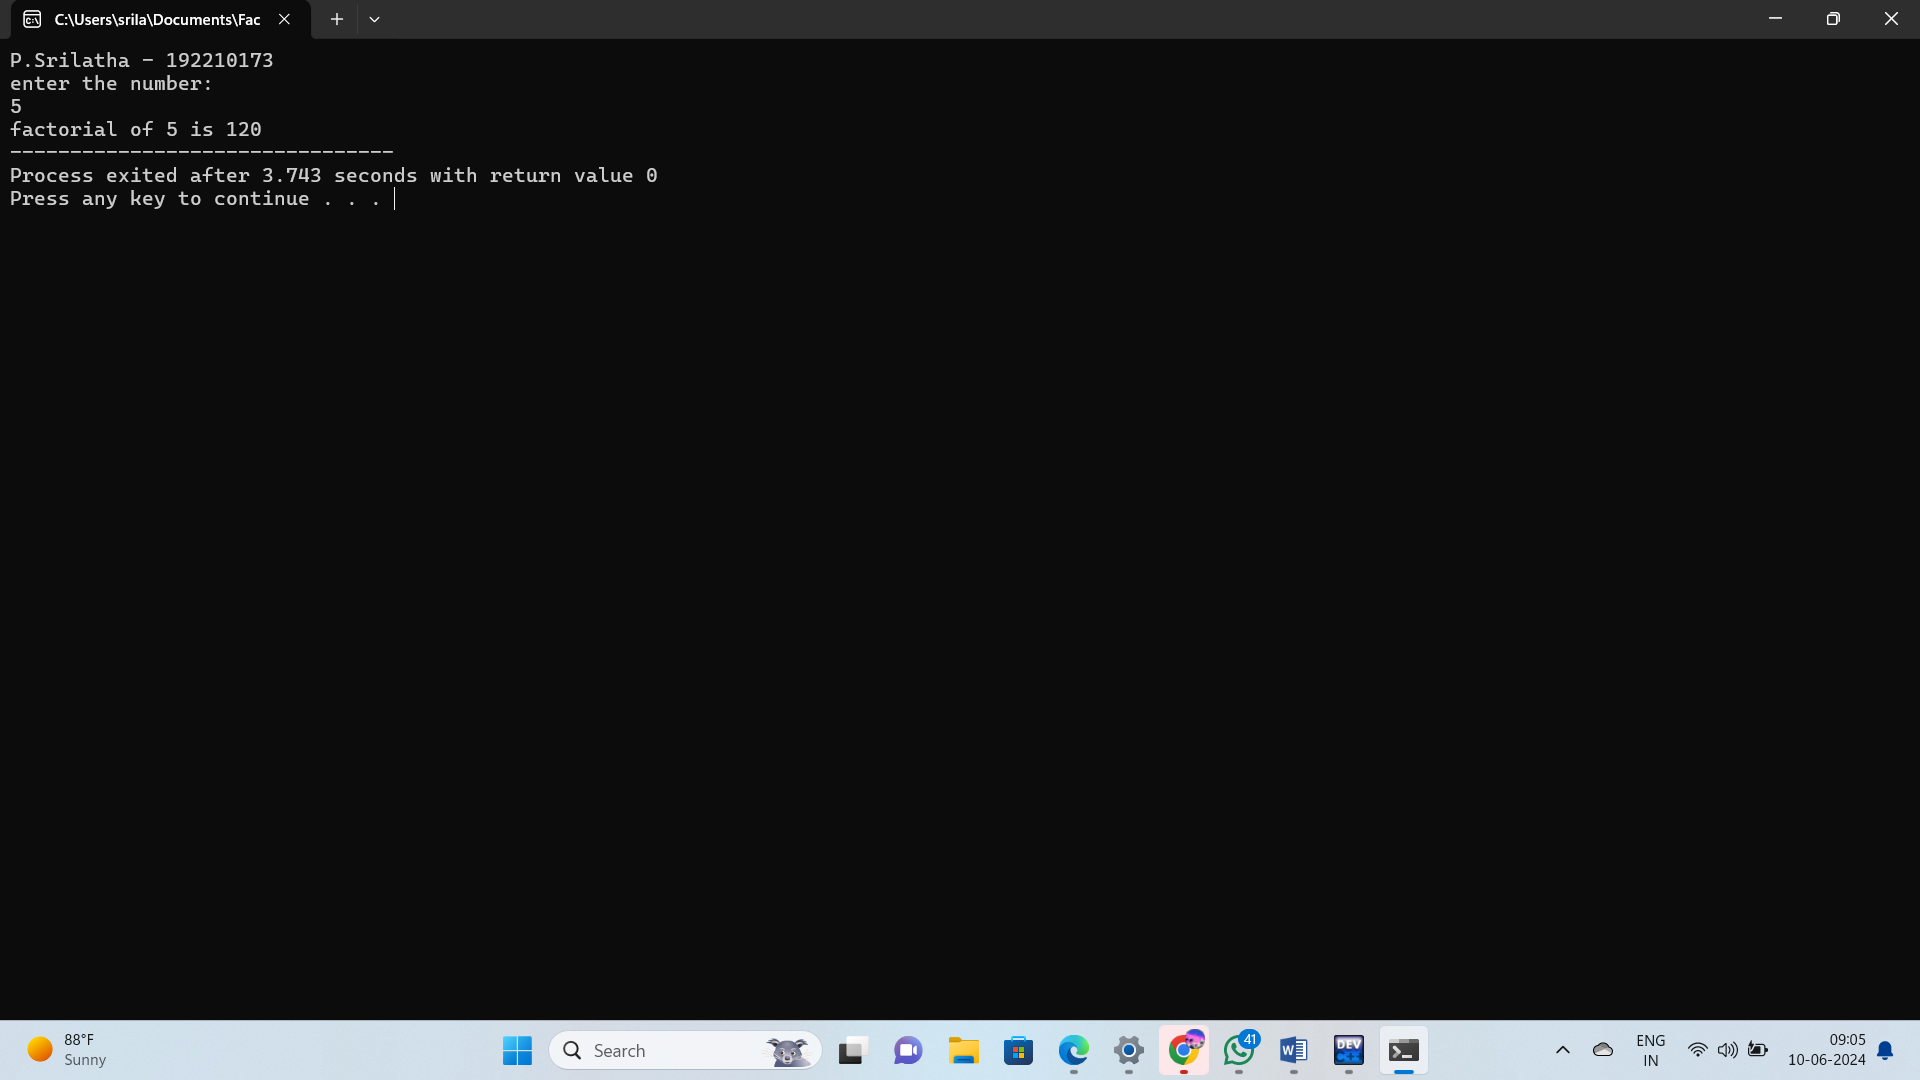 C:\Users\srila\Documents\Fac
P.Srilatha - 192210173
enter the number:
5
factorial of 5 is 120
--------------------------------
Process exited after 3.743 seconds with return value 0
Press any key to continue . . .
88°F
Sunny
Search
41
W
DEV
C++
ENG
IN
09:05
10-06-2024